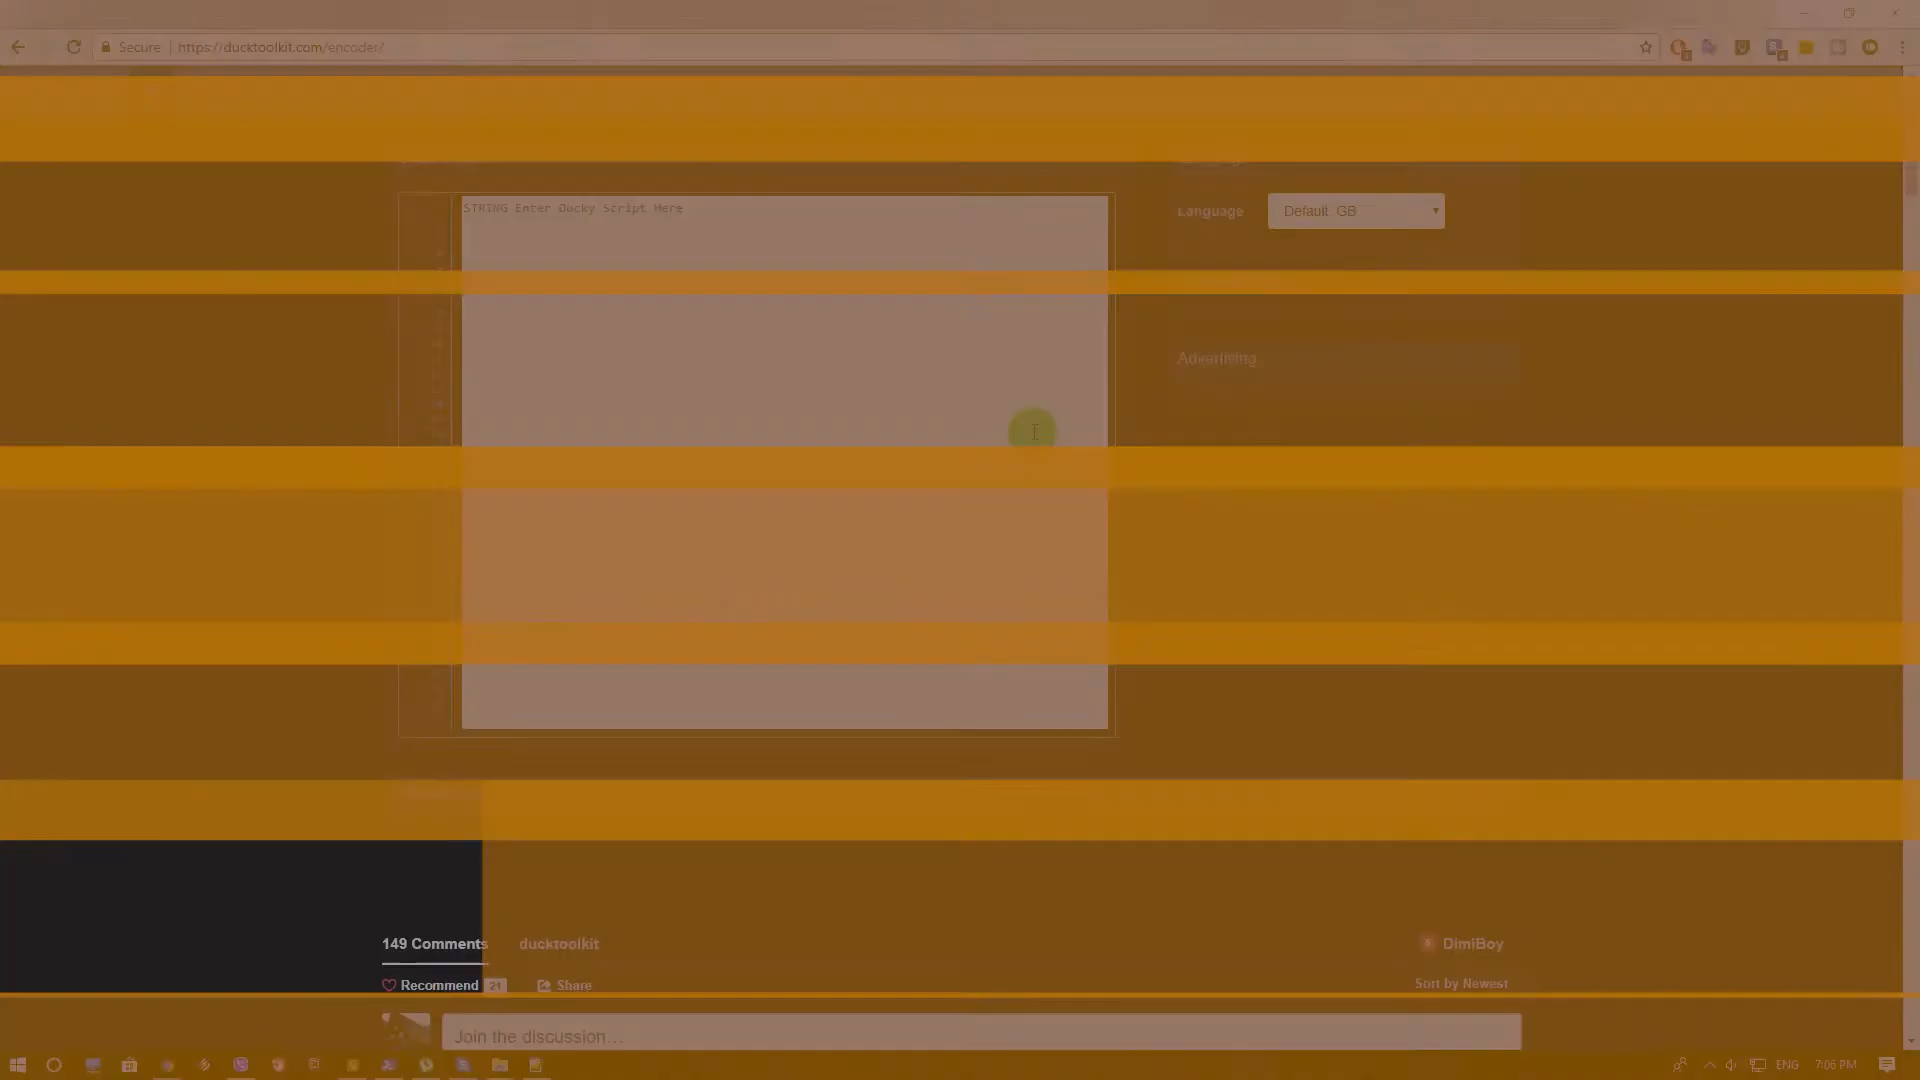 Secure
https://ducktoolkit.com/encoder/
STRING Enter Ducky Script Here
Language
Default: GB
Advertising
149 Comments
ducktoolkit
DimiBoy
Recommend
21
Share
Sort by Newest
Join the discussion...
ENG
7:06 PM